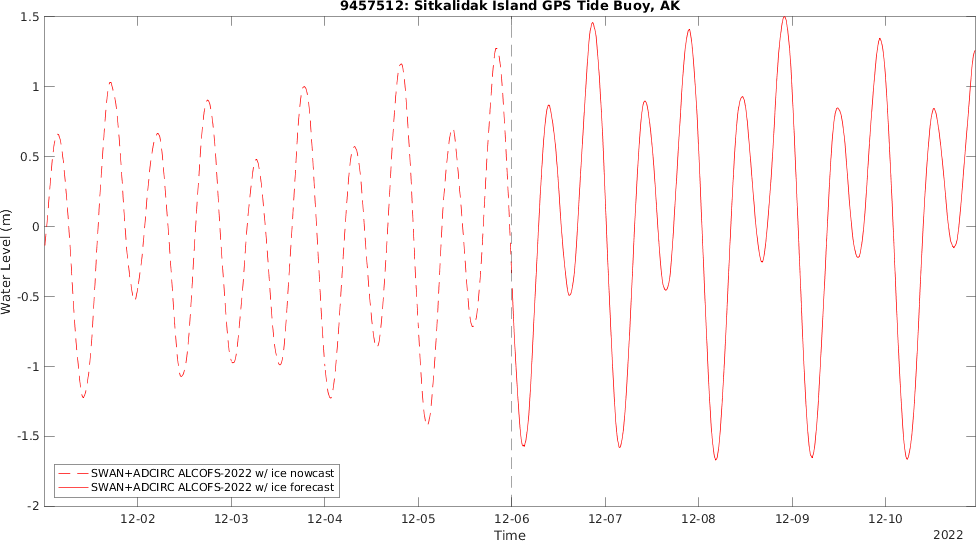 9457512: Sitkalidak Island GPS Tide Buoy, AK
1.5
1
0.5
0
-0.5
-1
-1.5
-2
Water Level (m)
SWAN+ADCIRC ALCOFS-2022 w/ ice nowcast
SWAN+ADCIRC ALCOFS-2022 w/ ice forecast
12-02 12-03 12-04 12-05 12-06 12-07 12-08 12-09 12-10
Time
2022